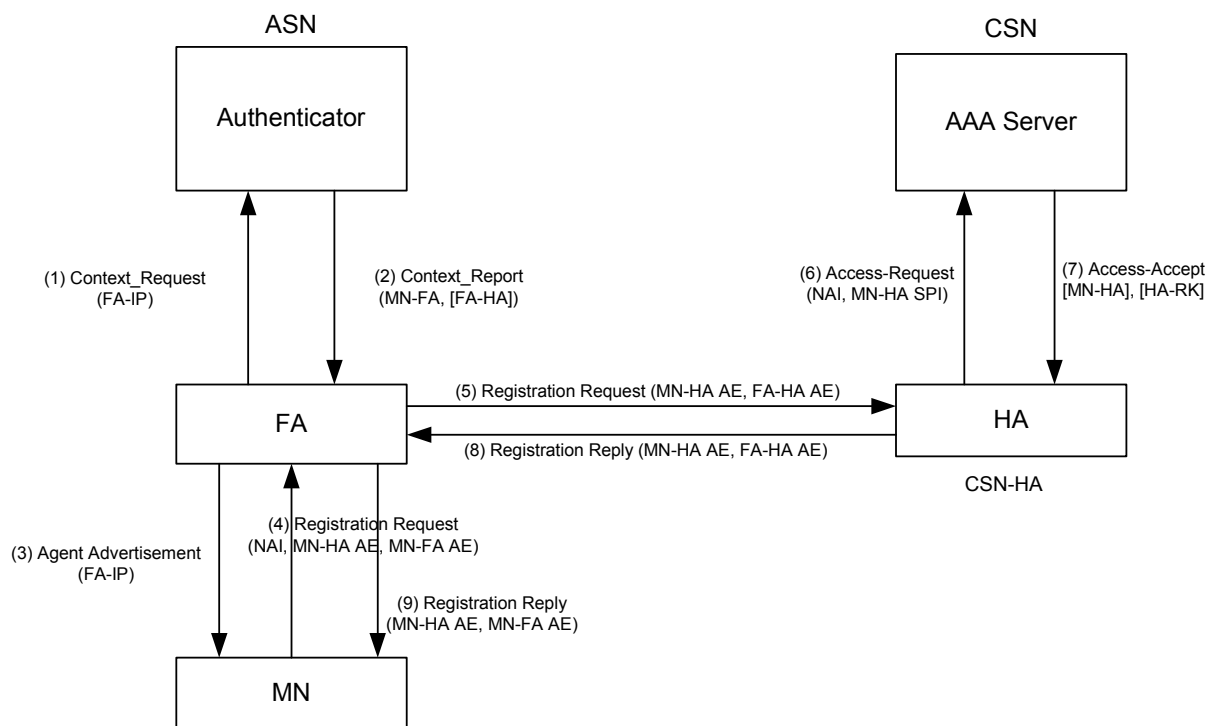 ASN
CSN
Authenticator
AAA Server
(1) Context_Request
(FA-IP)
(2) Context_Report
(MN-FA, [FA-HA])
(6) Access-Request
(NAI, MN-HA SPI)
(7) Access-Accept
[MN-HA], [HA-RK]
FA
(5) Registration Request (MN-HA AE, FA-HA AE)
(8) Registration Reply (MN-HA AE, FA-HA AE)
HA
CSN-HA
(3) Agent Advertisement
(FA-IP)
(4) Registration Request
(NAI, MN-HA AE, MN-FA AE)
(9) Registration Reply
(MN-HA AE, MN-FA AE)
MN